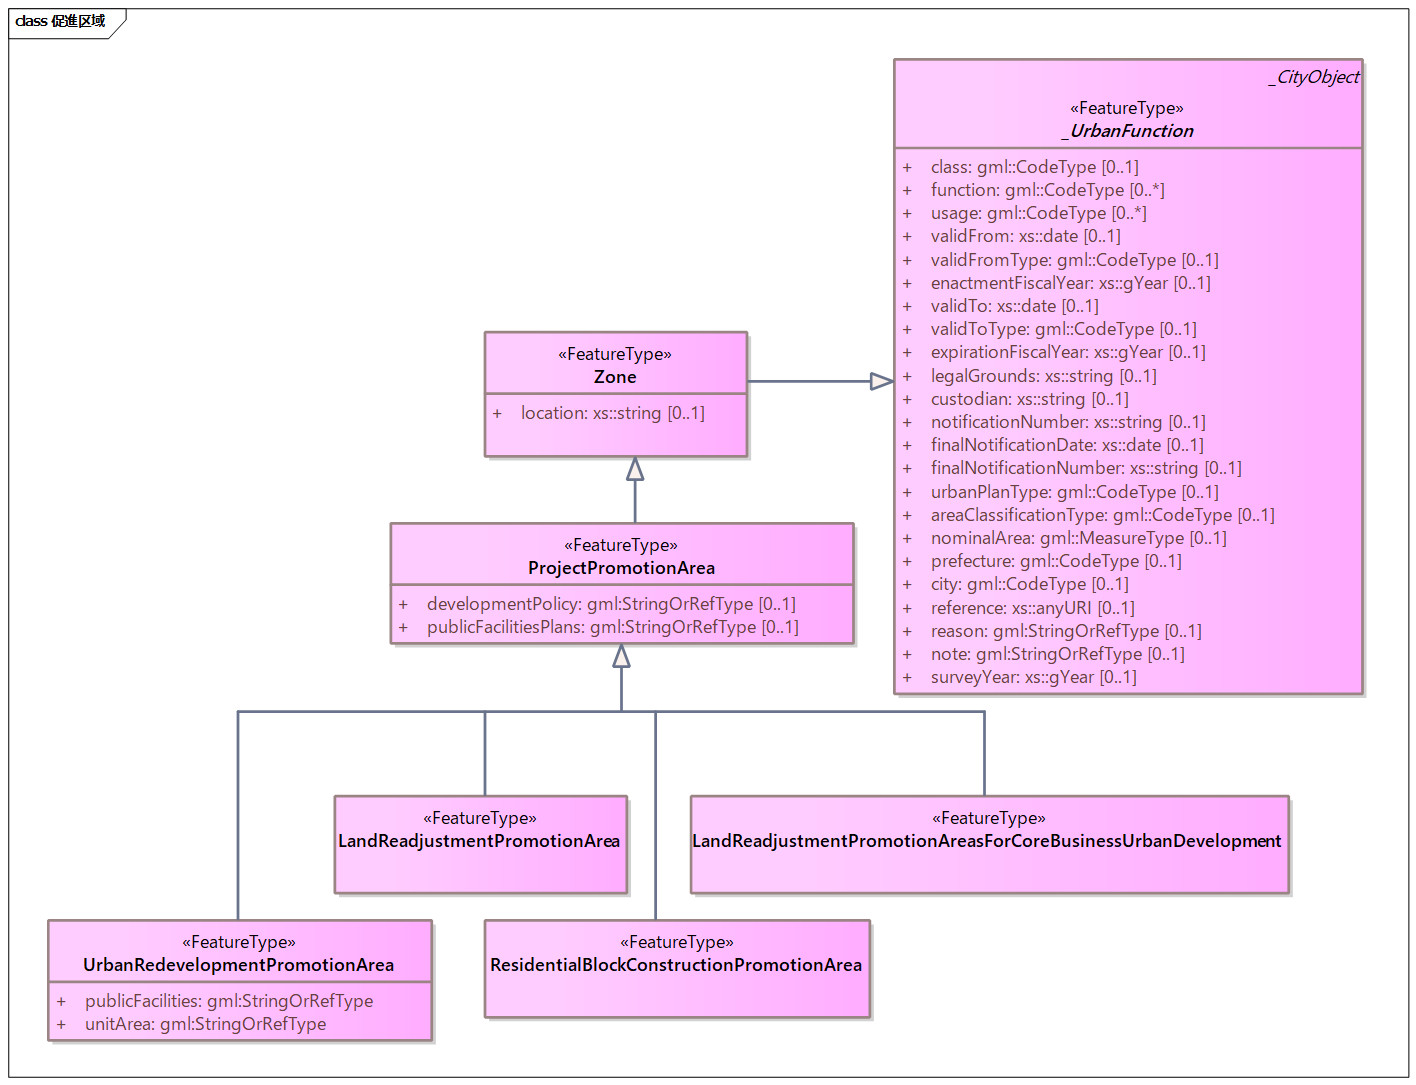 class 促進区域
_CityObject
«FeatureType»
_UrbanFunction
+ class: gml::CodeType [0..1]
+ function: gml::CodeType [0..*]
+ usage: gml::CodeType [0..*]
+ validFrom: xs::date [0..1]
+ validFromType: gml::CodeType [0..1]
+ enactmentFiscalYear: xs::gYear [0..1]
+ validTo: xs::date [0..1]
+ validToType: gml::CodeType [0..1]
+ expirationFiscalYear: xs::gYear [0..1]
+ legalGrounds: xs::string [0..1]
+ custodian: xs::string [0..1]
+ notificationNumber: xs::string [0..1]
+ finalNotificationDate: xs::date [0..1]
+ finalNotificationNumber: xs::string [0..1]
+ urbanPlanType: gml::CodeType [0..1]
+ areaClassificationType: gml::CodeType [0..1]
+ nominalArea: gml::MeasureType [0..1]
+ prefecture: gml::CodeType [0..1]
+ city: gml::CodeType [0..1]
+ reference: xs::anyURI [0..1]
+ reason: gml:StringOrRefType [0..1]
+ note: gml:StringOrRefType [0..1]
+ surveyYear: xs::gYear [0..1]
«FeatureType»
Zone
+ location: xs::string [0..1]
«FeatureType»
ProjectPromotionArea
+ developmentPolicy: gml:StringOrRefType [0..1]
+ publicFacilitiesPlans: gml:StringOrRefType [0..1]
«FeatureType»
LandReadjustmentPromotionArea
«FeatureType»
LandReadjustmentPromotionAreasForCoreBusinessUrbanDevelopment
«FeatureType»
UrbanRedevelopmentPromotionArea
+ publicFacilities: gml:StringOrRefType
+ unitArea: gml:StringOrRefType
«FeatureType»
ResidentialBlockConstructionPromotionArea